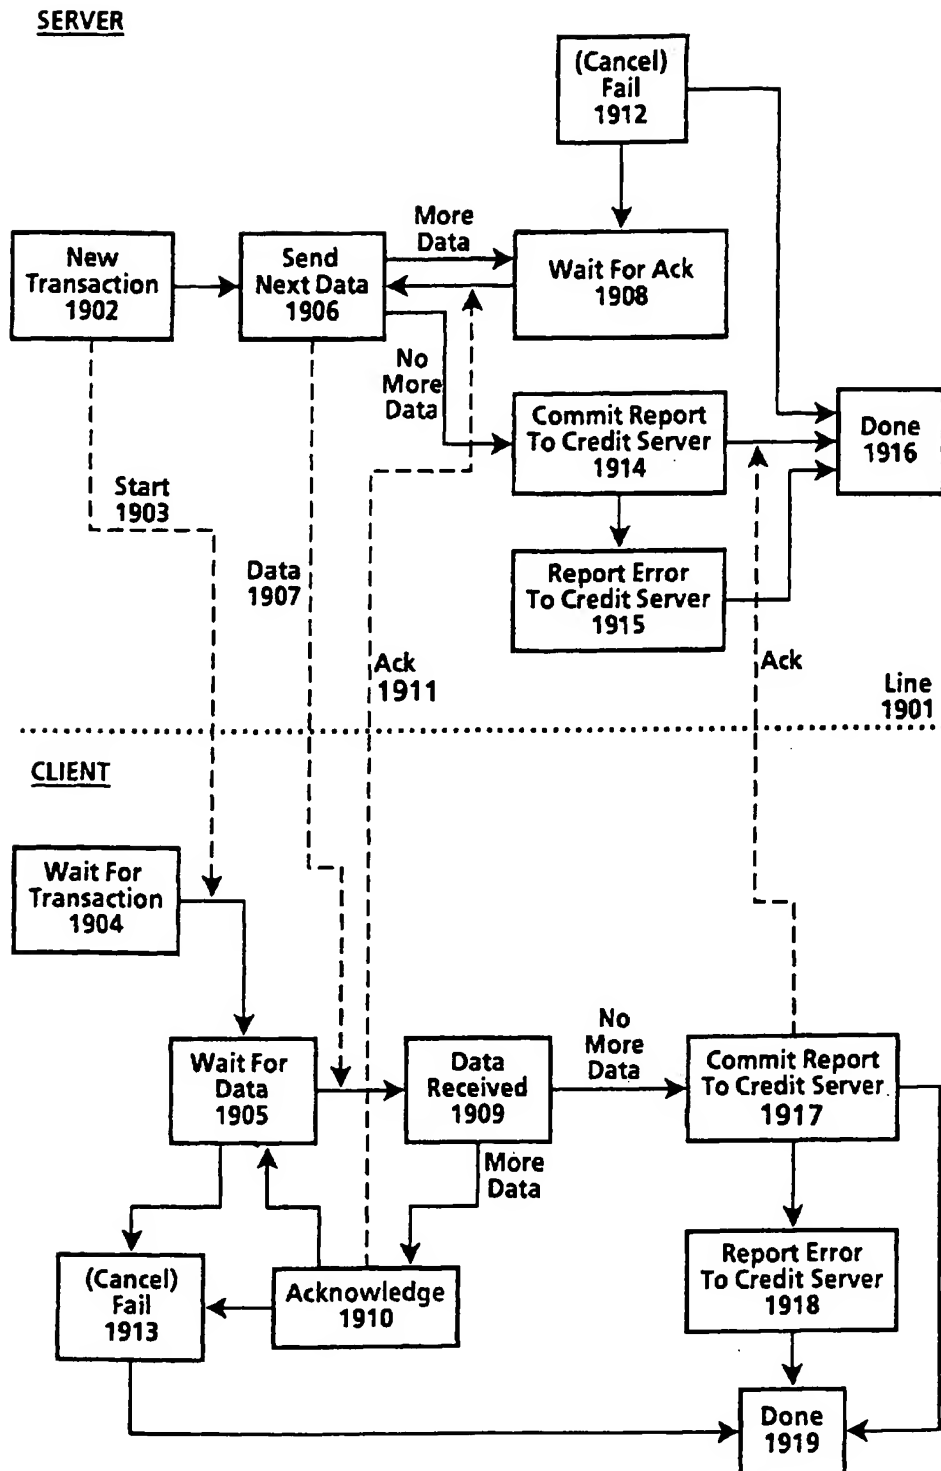 SERVER
(Cancel)
Fail
1912
More
Data
New
Transaction
1902
Send
Next Data
1906
Wait For Ack
1908
No
More
Data
Commit Report
To Credit Server
1914
Done
1916
Start
1903
Data
1907
Report Error
To Credit Server
1915
Ack
1911
Ack
Line
1901
CLIENT
Wait For
Transaction
1904
Wait For
Data
1905
Data
Received
1909
No
More
Data
Commit Report
To Credit Server
1917
More
Data
(Cancel)
Fail
1913
Acknowledge
1910
Report Error
To Credit Server
1918
Done
1919